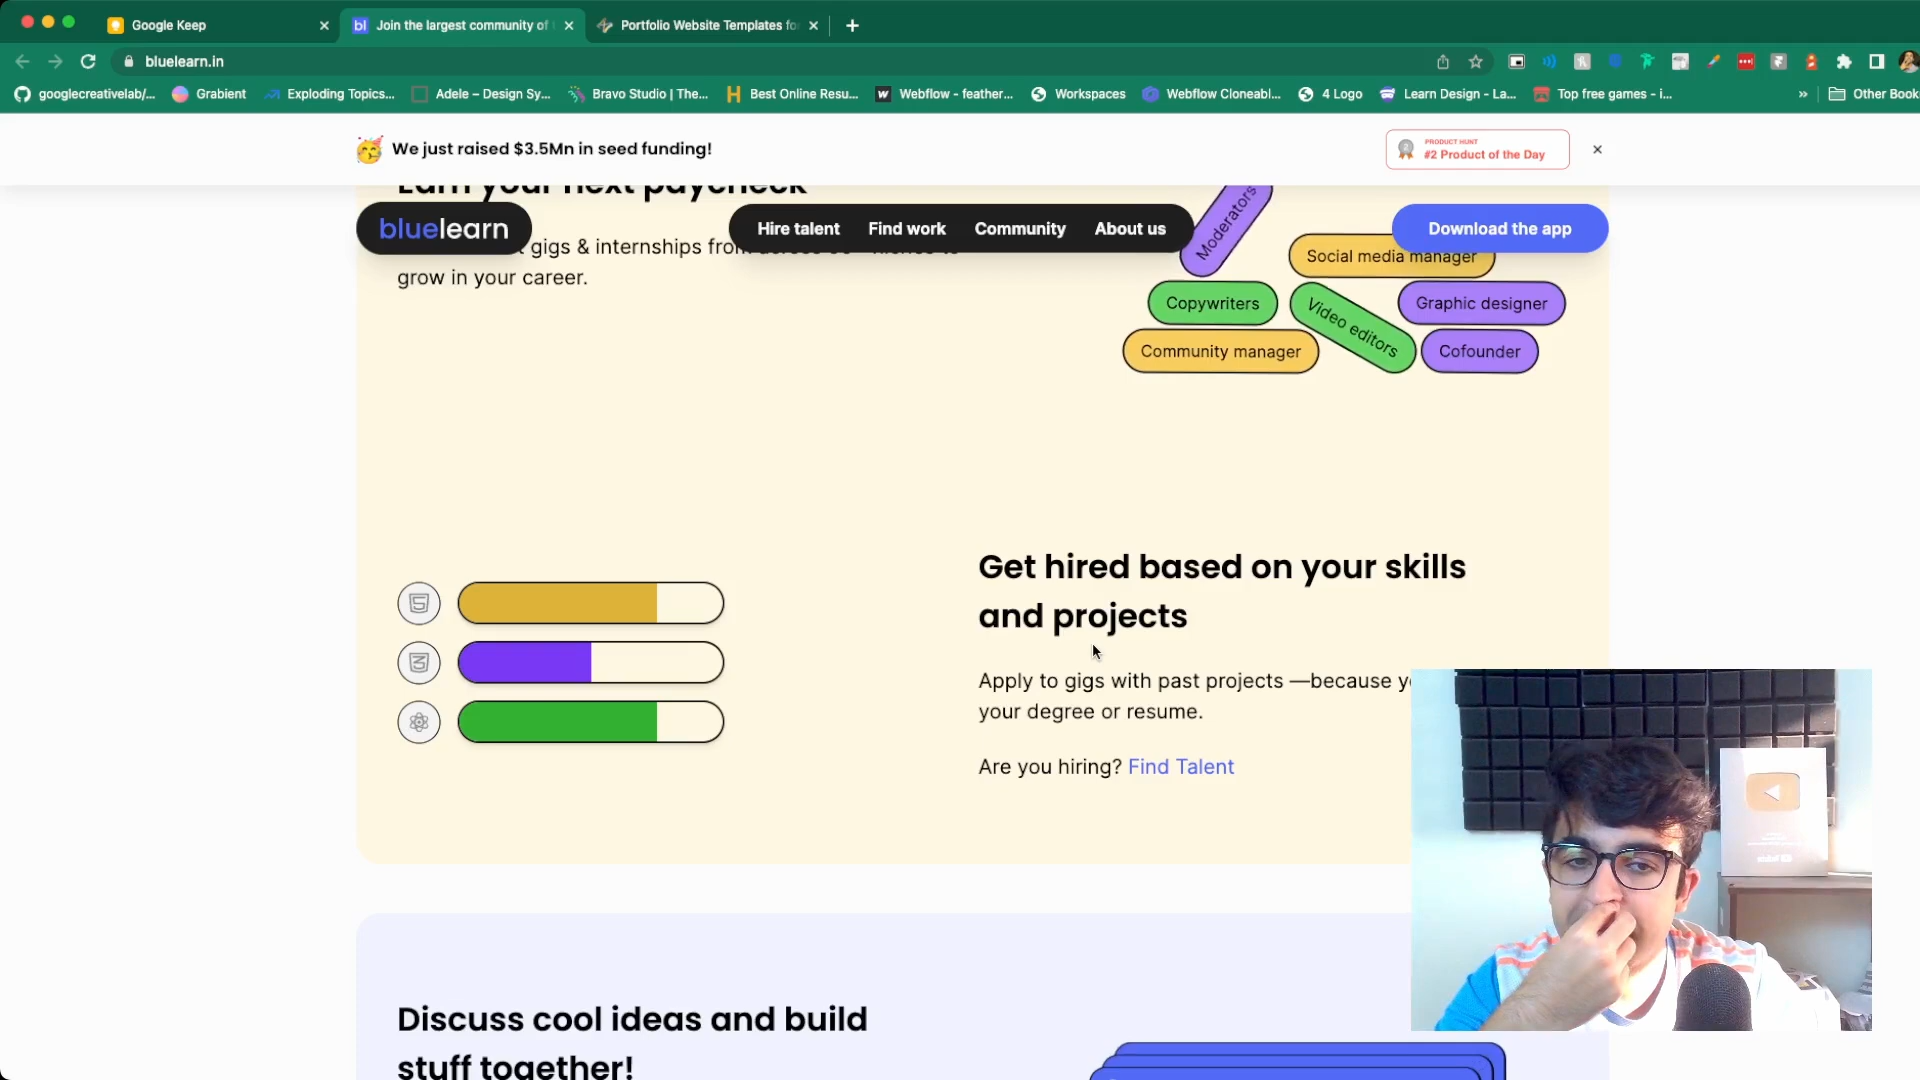 Google Keep
Join the largest community of
Portfolio Website Templates fo
bluelearn.in
googlecreativelab/...
Grabient
Exploding Topics...
Adele – Design Sy...
Bravo Studio | The...
Best Online Resu...
Webflow - feather...
Workspaces
Webflow Cloneabl...
4 Logo
Learn Design - La...
Top free games - i...
Other Book
We just raised $3.5Mn in seed funding!
PRODUCT HUNT
#2 Product of the Day
Earn your next paycheck
bluelearn
Hire talent
Find work
Community
About us
Download the app
gigs & internships from
grow in your career.
Moderators
Social media manager
Copywriters
Video editors
Graphic designer
Community manager
Cofounder
Get hired based on your skills
and projects
Apply to gigs with past projects —because
your degree or resume.
Are you hiring? Find Talent
Discuss cool ideas and build
stuff together!